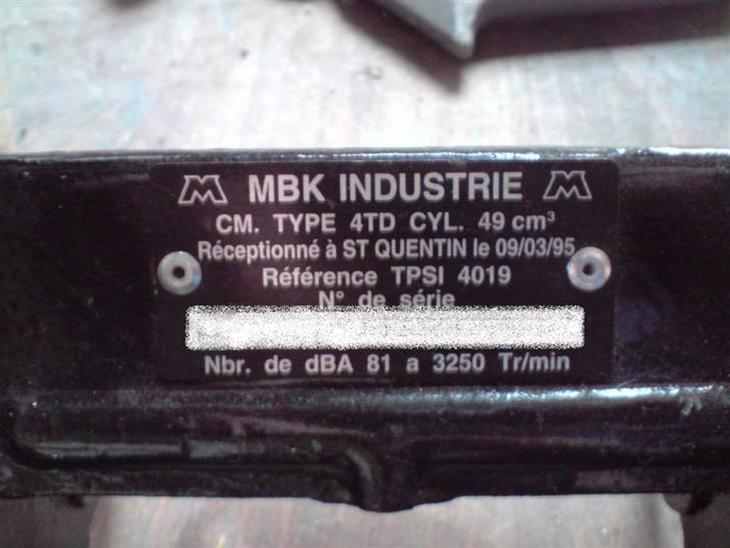 M MBK INDUSTRIE M
CM. TYPE 4TD CYL. 49 cm³
Réceptionné à ST QUENTIN le 09/03/95
Référence TPSI 4019
N° de série
Nbr. de dBA 81 a 3250 Tr/min